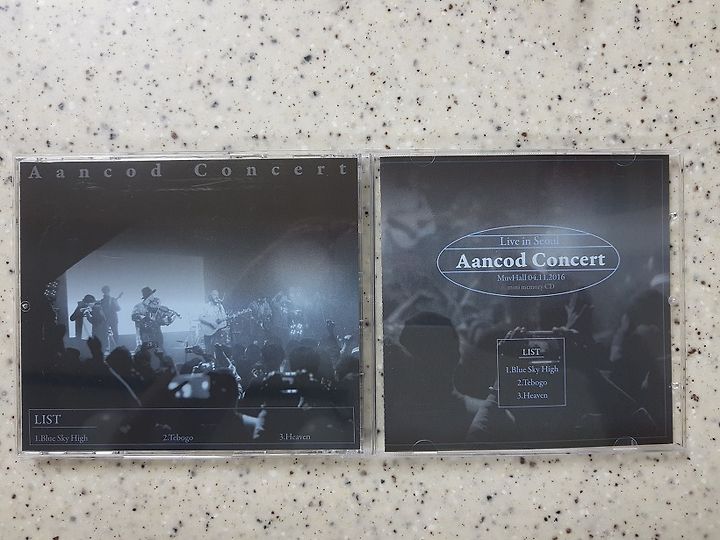 Aancod Concert
LIST
1.Blue Sky High 2.Tebogo 3.Heaven
Live in Seoul
Aancod Concert
MuvHall 04.11.2016
mini memory CD
LIST
1.Blue Sky High
2.Tebogo
3.Heaven